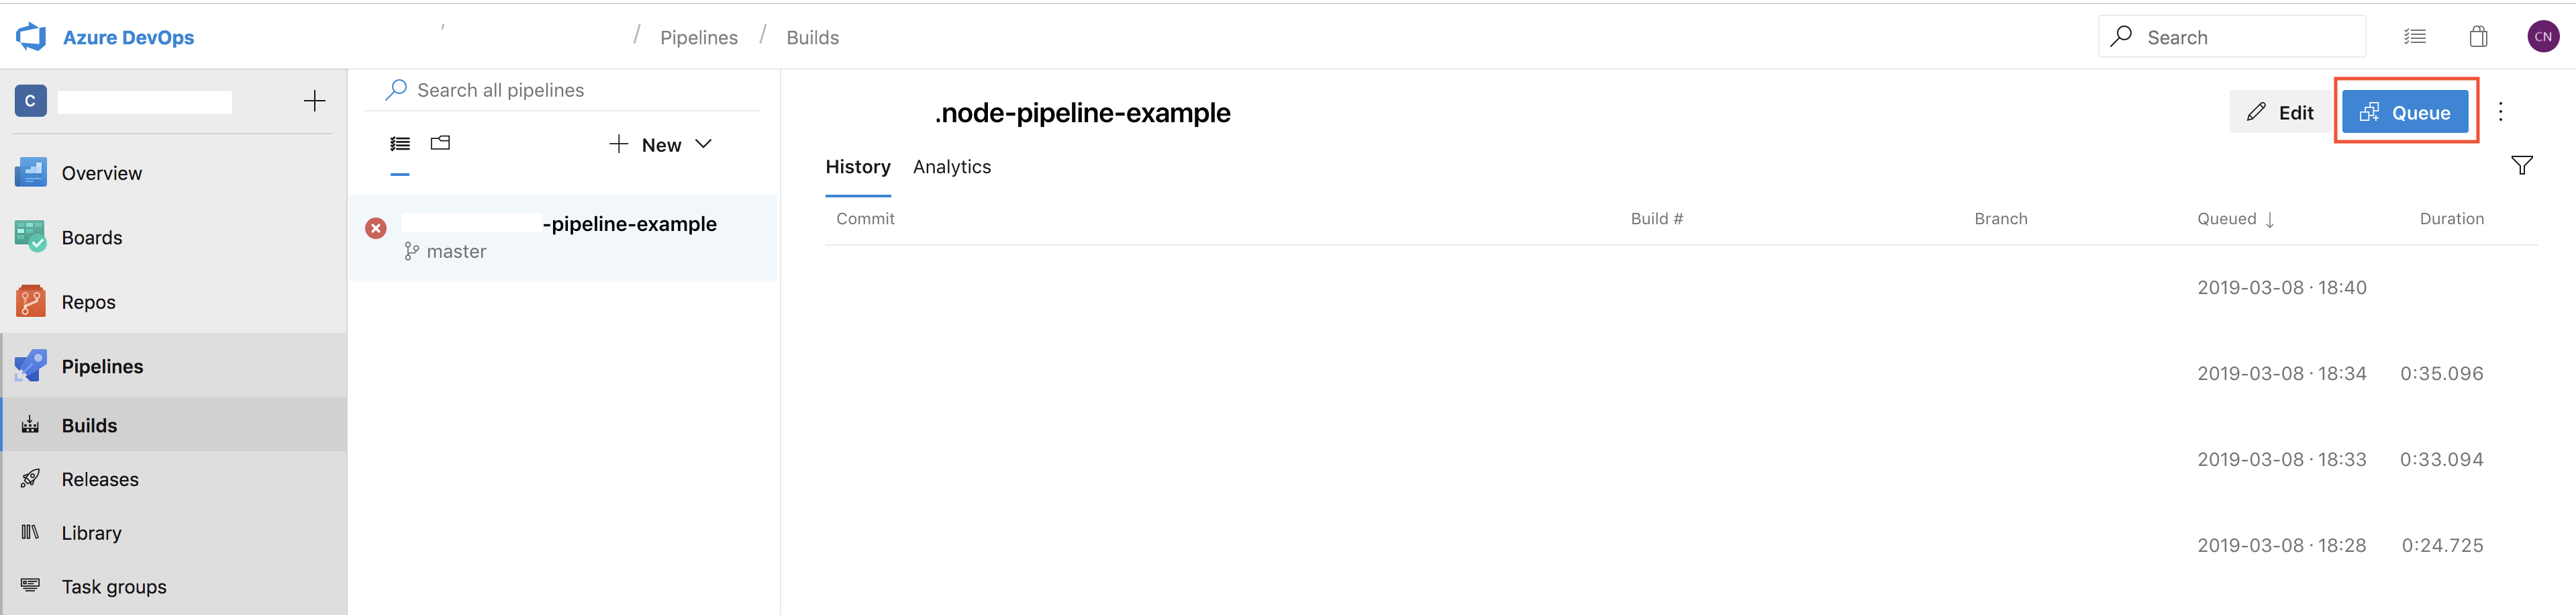 Azure DevOps / Pipelines / Builds Search CN
C
Overview
Boards
Repos
Pipelines
Builds
Releases
Library
Task groups
Search all pipelines
New
-pipeline-example
master
.node-pipeline-example
Edit
Queue
History Analytics
Commit Build # Branch Queued ↓ Duration
2019-03-08 · 18:40
2019-03-08 · 18:34 0:35.096
2019-03-08 · 18:33 0:33.094
2019-03-08 · 18:28 0:24.725